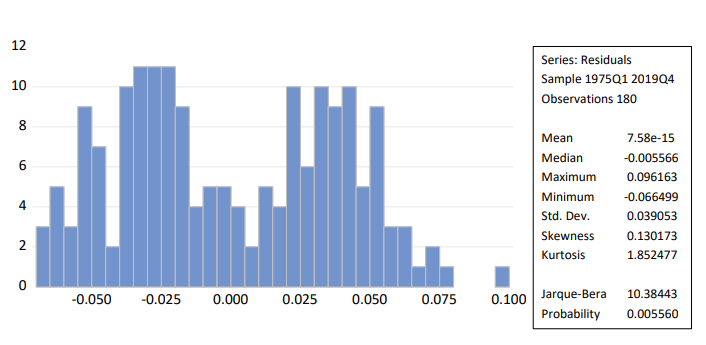 12
10
8
6
4
2
0
-0.050 -0.025 0.000 0.025 0.050 0.075 0.100
Series: Residuals
Sample 1975Q1 2019Q4
Observations 180
Mean 7.58e-15
Median -0.005566
Maximum 0.096163
Minimum -0.066499
Std. Dev. 0.039053
Skewness 0.130173
Kurtosis 1.852477
Jarque-Bera 10.38443
Probability 0.005560